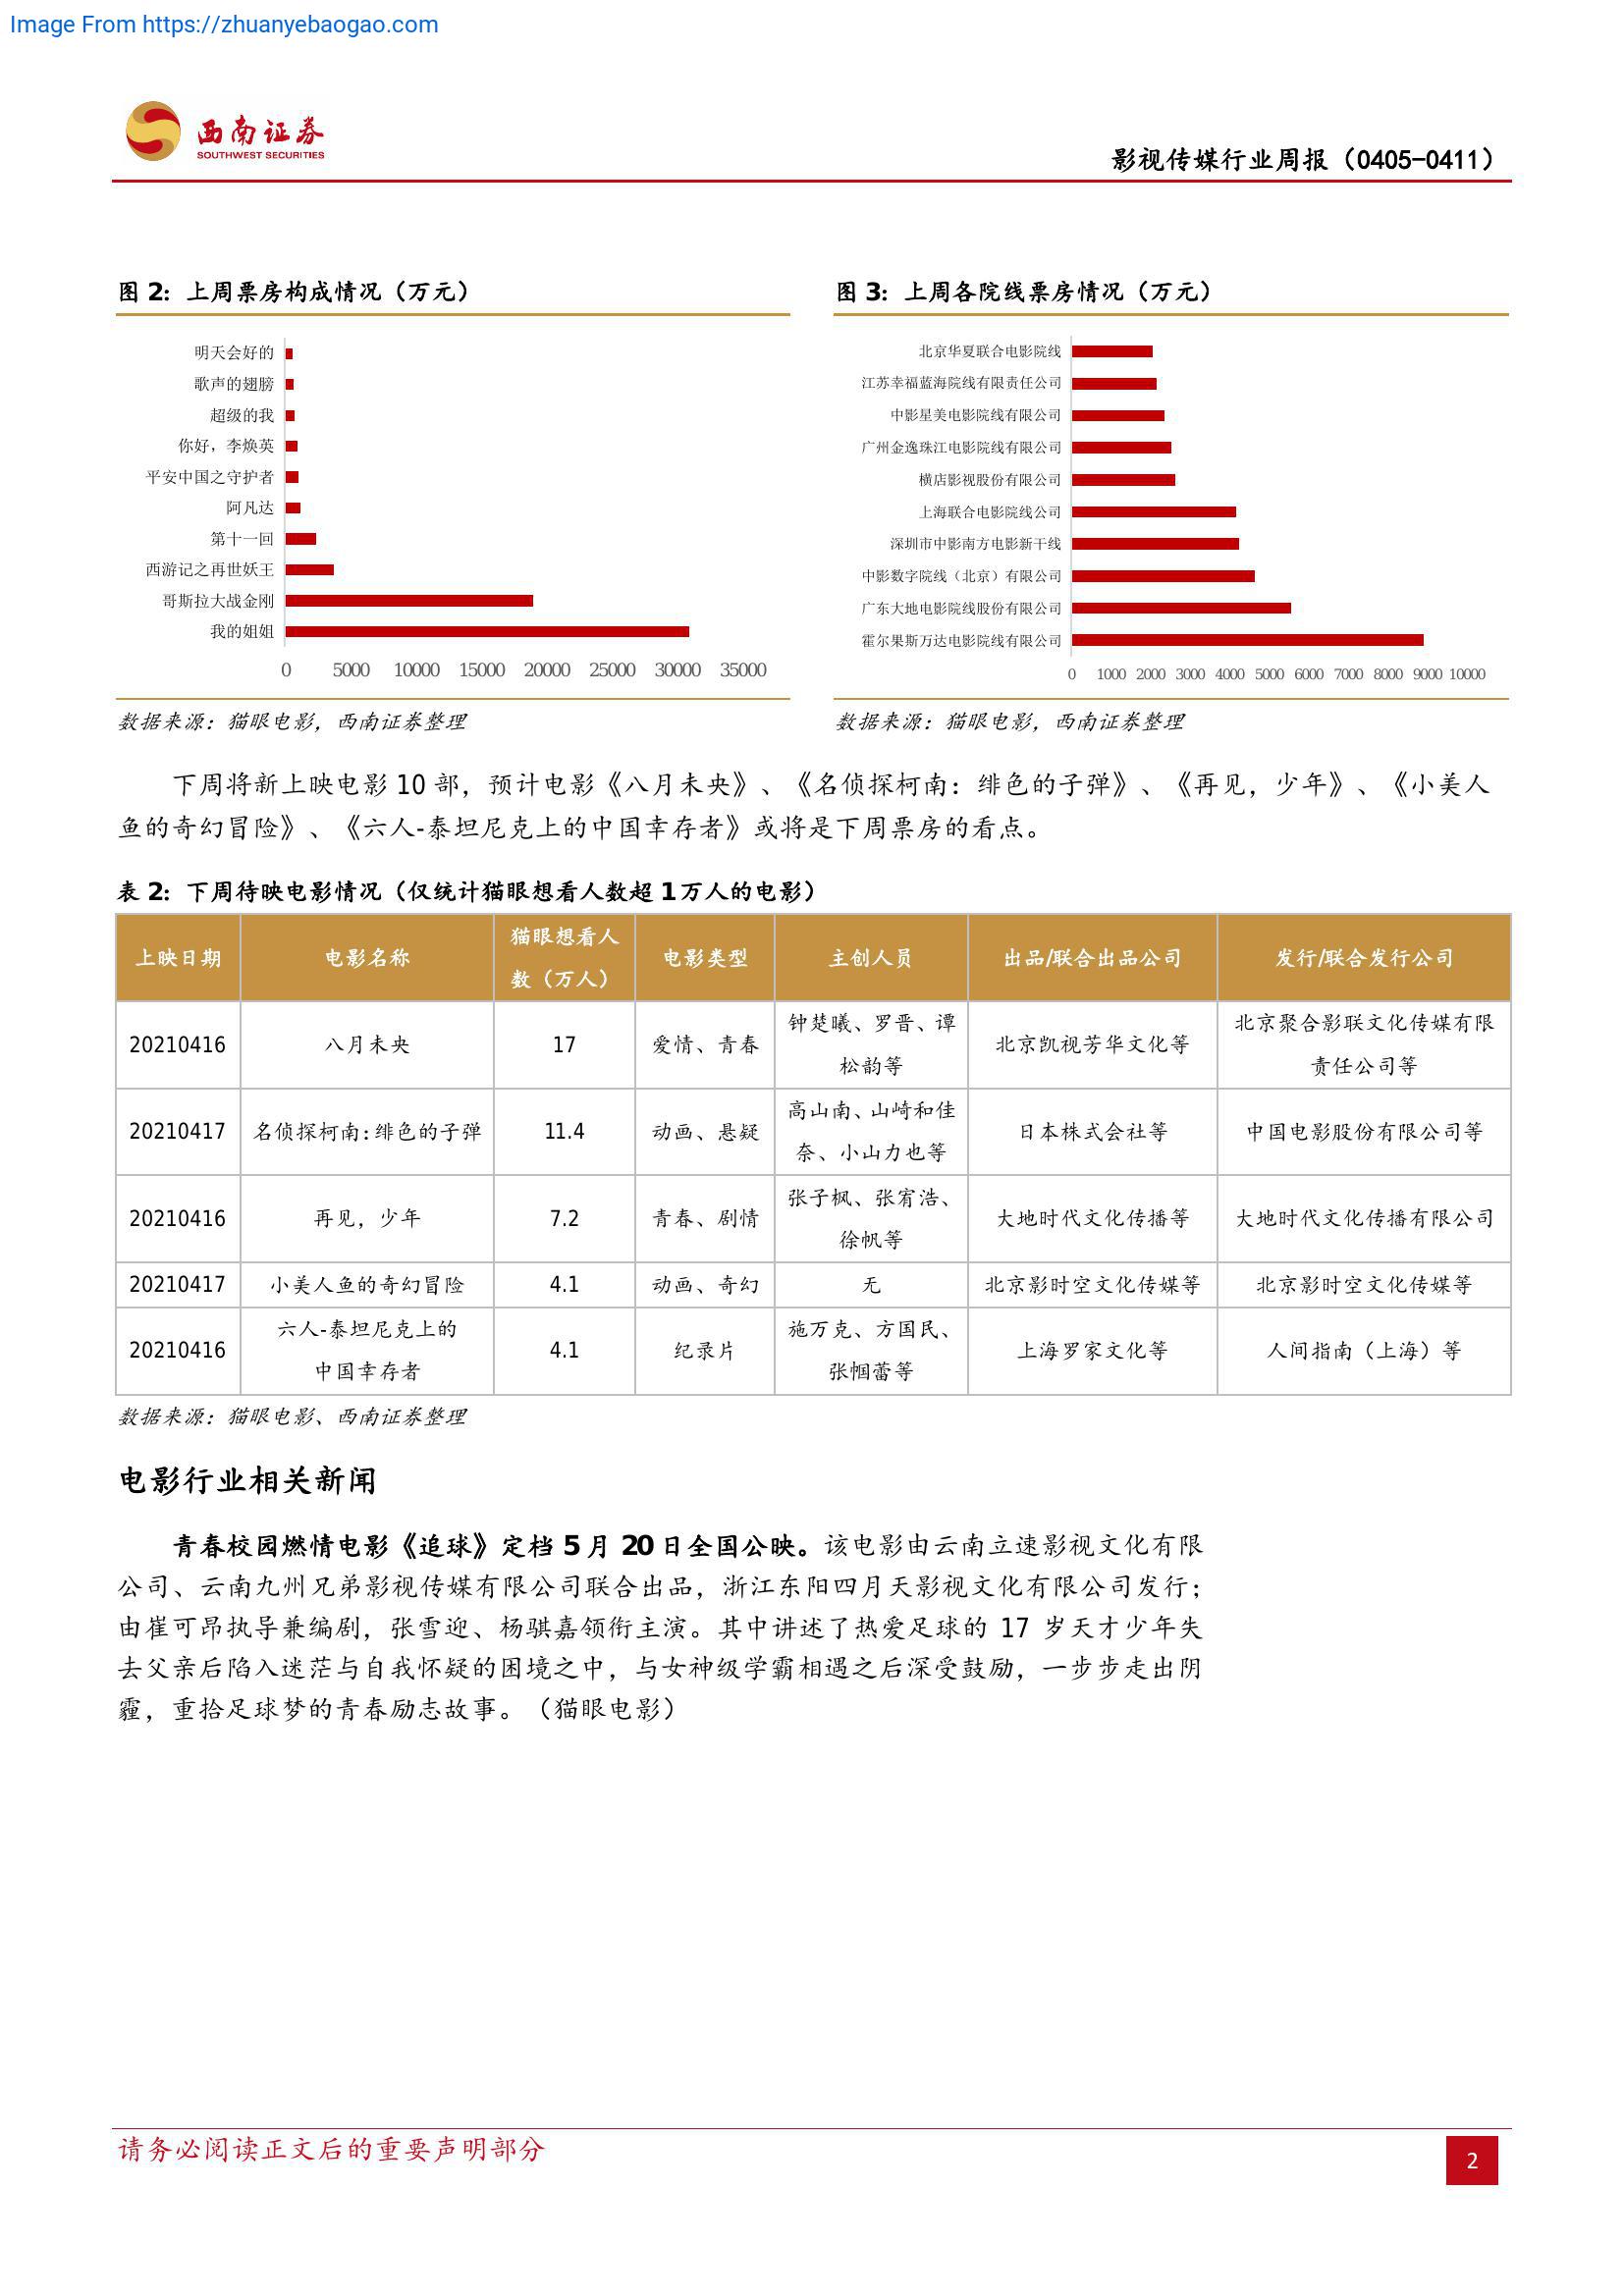 Image From https://zhuanyebaogao.com
西南证券
SOUTHWEST SECURITIES
影视传媒行业周报（0405-0411）
图 2：上周票房构成情况（万元）
明天会好的
歌声的翅膀
超级的我
你好，李焕英
平安中国之守护者
阿凡达
第十一回
西游记之再世妖王
哥斯拉大战金刚
我的姐姐
0 5000 10000 15000 20000 25000 30000 35000
数据来源：猫眼电影，西南证券整理
图 3：上周各院线票房情况（万元）
北京华夏联合电影院线
江苏幸福蓝海院线有限责任公司
中影星美电影院线有限公司
广州金逸珠江电影院线有限公司
横店影视股份有限公司
上海联合电影院线公司
深圳市中影南方电影新干线
中影数字院线（北京）有限公司
广东大地电影院线股份有限公司
霍尔果斯万达电影院线有限公司
0 1000 2000 3000 4000 5000 6000 7000 8000 9000 10000
数据来源：猫眼电影，西南证券整理
下周将新上映电影 10 部，预计电影《八月未央》、《名侦探柯南：绯色的子弹》、《再见，少年》、《小美人
鱼的奇幻冒险》、《六人-泰坦尼克上的中国幸存者》或将是下周票房的看点。
表 2：下周待映电影情况（仅统计猫眼想看人数超 1 万人的电影）
上映日期 电影名称 猫眼想看人数（万人） 电影类型 主创人员 出品/联合出品公司 发行/联合发行公司
20210416 八月未央 17 爱情、青春 钟楚曦、罗晋、谭松韵等 北京凯视芳华文化等 北京聚合影联文化传媒有限责任公司等
20210417 名侦探柯南：绯色的子弹 11.4 动画、悬疑 高山南、山崎和佳奈、小山力也等 日本株式会社等 中国电影股份有限公司等
20210416 再见，少年 7.2 青春、剧情 张子枫、张宥浩、徐帆等 大地时代文化传播等 大地时代文化传播有限公司
20210417 小美人鱼的奇幻冒险 4.1 动画、奇幻 无 北京影时空文化传媒等 北京影时空文化传媒等
20210416 六人-泰坦尼克上的中国幸存者 4.1 纪录片 施万克、方国民、张帼蕾等 上海罗家文化等 人间指南（上海）等
数据来源：猫眼电影、西南证券整理
电影行业相关新闻
青春校园燃情电影《追球》定档 5 月 20 日全国公映。该电影由云南立速影视文化有限
公司、云南九州兄弟影视传媒有限公司联合出品，浙江东阳四月天影视文化有限公司发行；
由崔可昂执导兼编剧，张雪迎、杨骐嘉领衔主演。其中讲述了热爱足球的 17 岁天才少年失
去父亲后陷入迷茫与自我怀疑的困境之中，与女神级学霸相遇之后深受鼓励，一步步走出阴
霾，重拾足球梦的青春励志故事。（猫眼电影）
请务必阅读正文后的重要声明部分
2